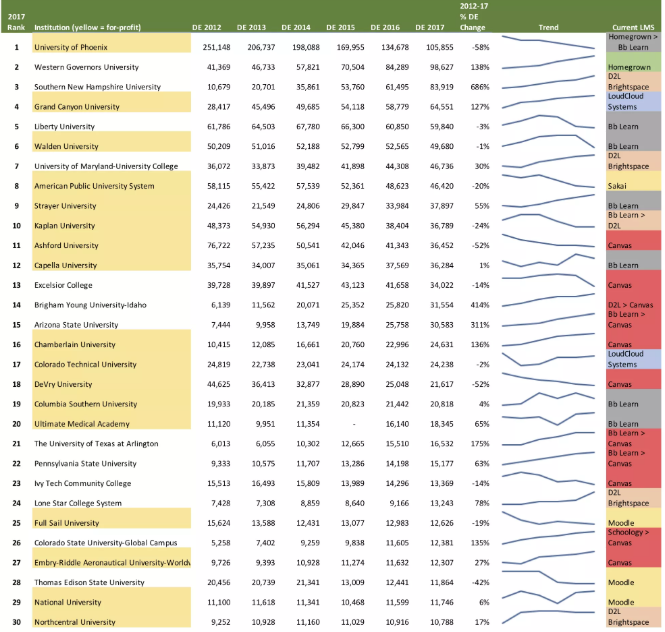 2017 Rank Institution (yellow = for-profit) DE 2012 DE 2013 DE 2014 DE 2015 DE 2016 DE 2017 2012-17 % DE Change Trend Current LMS
1 University of Phoenix 251,148 206,737 198,088 169,955 134,678 105,855 -58% Homegrown > Bb Learn
2 Western Governors University 41,369 46,733 57,821 70,504 84,289 98,627 138% Homegrown
3 Southern New Hampshire University 10,679 20,701 35,861 53,760 61,495 83,919 686% D2L Brightspace
4 Grand Canyon University 28,417 45,496 49,685 54,118 58,779 64,551 127% LoudCloud Systems
5 Liberty University 61,786 64,503 67,780 66,300 60,850 59,840 -3% Bb Learn
6 Walden University 50,209 51,016 52,188 52,799 52,565 49,680 -1% Bb Learn
7 University of Maryland-University College 36,072 33,873 39,482 41,898 44,308 46,736 30% D2L Brightspace
8 American Public University System 58,115 55,422 57,539 52,361 48,623 46,420 -20% Sakai
9 Strayer University 24,426 21,549 24,806 29,847 33,984 37,897 55% Bb Learn
10 Kaplan University 48,373 54,930 56,294 45,380 38,404 36,789 -24% Bb Learn > D2L
11 Ashford University 76,722 57,235 50,541 42,046 41,343 36,452 -52% Canvas
12 Capella University 35,754 34,007 35,061 34,365 37,569 36,284 1% Bb Learn
13 Excelsior College 39,728 39,897 41,527 43,123 41,658 34,022 -14% Canvas
14 Brigham Young University-Idaho 6,139 11,562 20,071 25,352 25,820 31,554 414% D2L > Canvas
15 Arizona State University 7,444 9,958 13,749 19,884 25,758 30,583 311% Bb Learn > Canvas
16 Chamberlain University 10,415 12,085 16,661 20,760 22,996 24,631 136% Canvas
17 Colorado Technical University 24,819 22,738 23,041 24,174 24,132 24,238 -2% LoudCloud Systems
18 DeVry University 44,625 36,413 32,877 28,890 25,048 21,617 -52% Canvas
19 Columbia Southern University 19,933 20,185 21,359 20,823 21,442 20,818 4% Bb Learn
20 Ultimate Medical Academy 11,120 9,951 11,354 - 16,140 18,345 65% Bb Learn
21 The University of Texas at Arlington 6,013 6,055 10,302 12,665 15,510 16,532 175% Bb Learn > Canvas
22 Pennsylvania State University 9,333 10,575 11,707 13,286 14,198 15,177 63% Bb Learn > Canvas
23 Ivy Tech Community College 15,513 16,493 15,809 13,989 14,296 13,369 -14% Canvas
24 Lone Star College System 7,428 7,308 8,859 8,640 9,166 13,243 78% D2L Brightspace
25 Full Sail University 15,624 13,588 12,431 13,077 12,983 12,626 -19% Moodle
26 Colorado State University-Global Campus 5,258 7,402 9,259 9,838 11,605 12,381 135% Schoology > Canvas
27 Embry-Riddle Aeronautical University-Worldw 9,726 9,393 10,928 11,274 11,632 12,307 27% Canvas
28 Thomas Edison State University 20,456 20,739 21,341 13,009 12,441 11,864 -42% Moodle
29 National University 11,100 11,618 11,341 10,468 11,599 11,746 6% Moodle
30 Northcentral University 9,252 10,928 11,160 11,029 10,916 10,788 17% D2L Brightspace